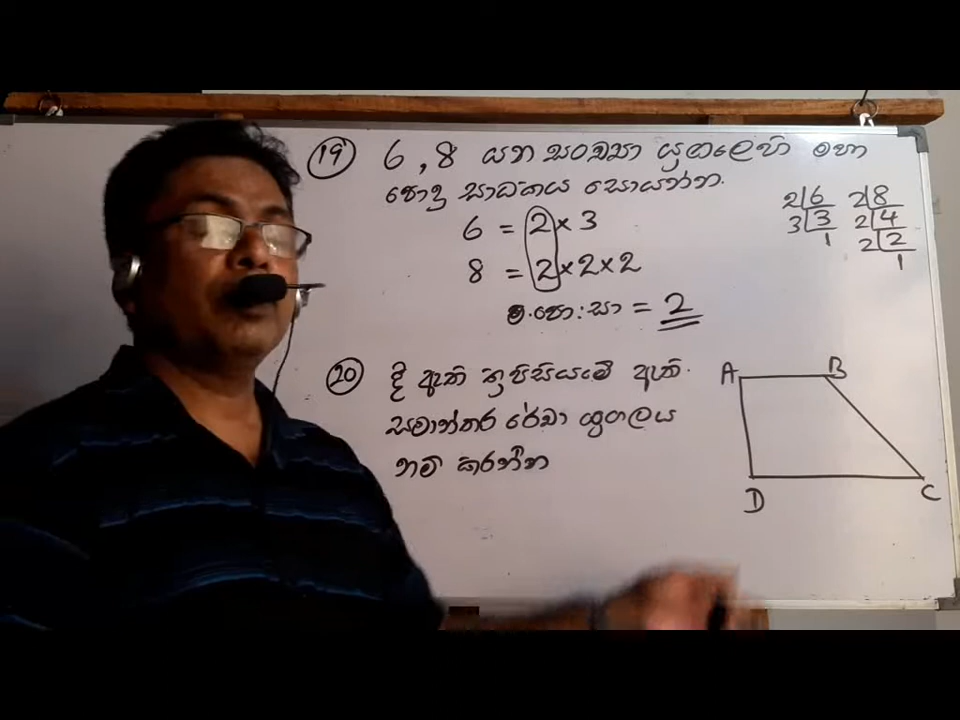 19 6 , 8 යන සංඛ්‍යා යුගලෙහි මහා
පොදු සාධකය සොයන්න.
6 = 2 × 3
8 = 2 × 2 × 2
ම.පො.සා = 2
2 6
3 3
1
2 8
2 4
2 2
1
20 දී ඇති ත්‍රපීසියමේ ඇති
සමාන්තර රේඛා යුගලය
නම් කරන්න
A B
D C